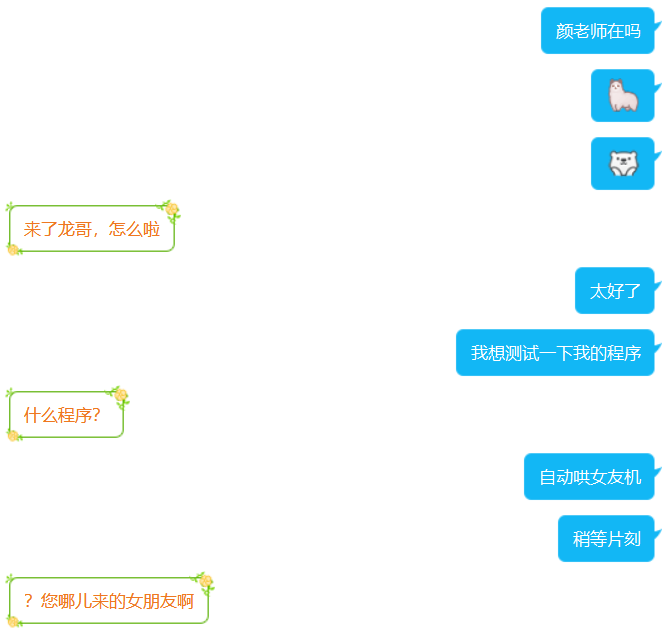 颜老师在吗
来了龙哥，怎么啦
太好了
我想测试一下我的程序
什么程序？
自动哄女友机
稍等片刻
？您哪儿来的女朋友啊